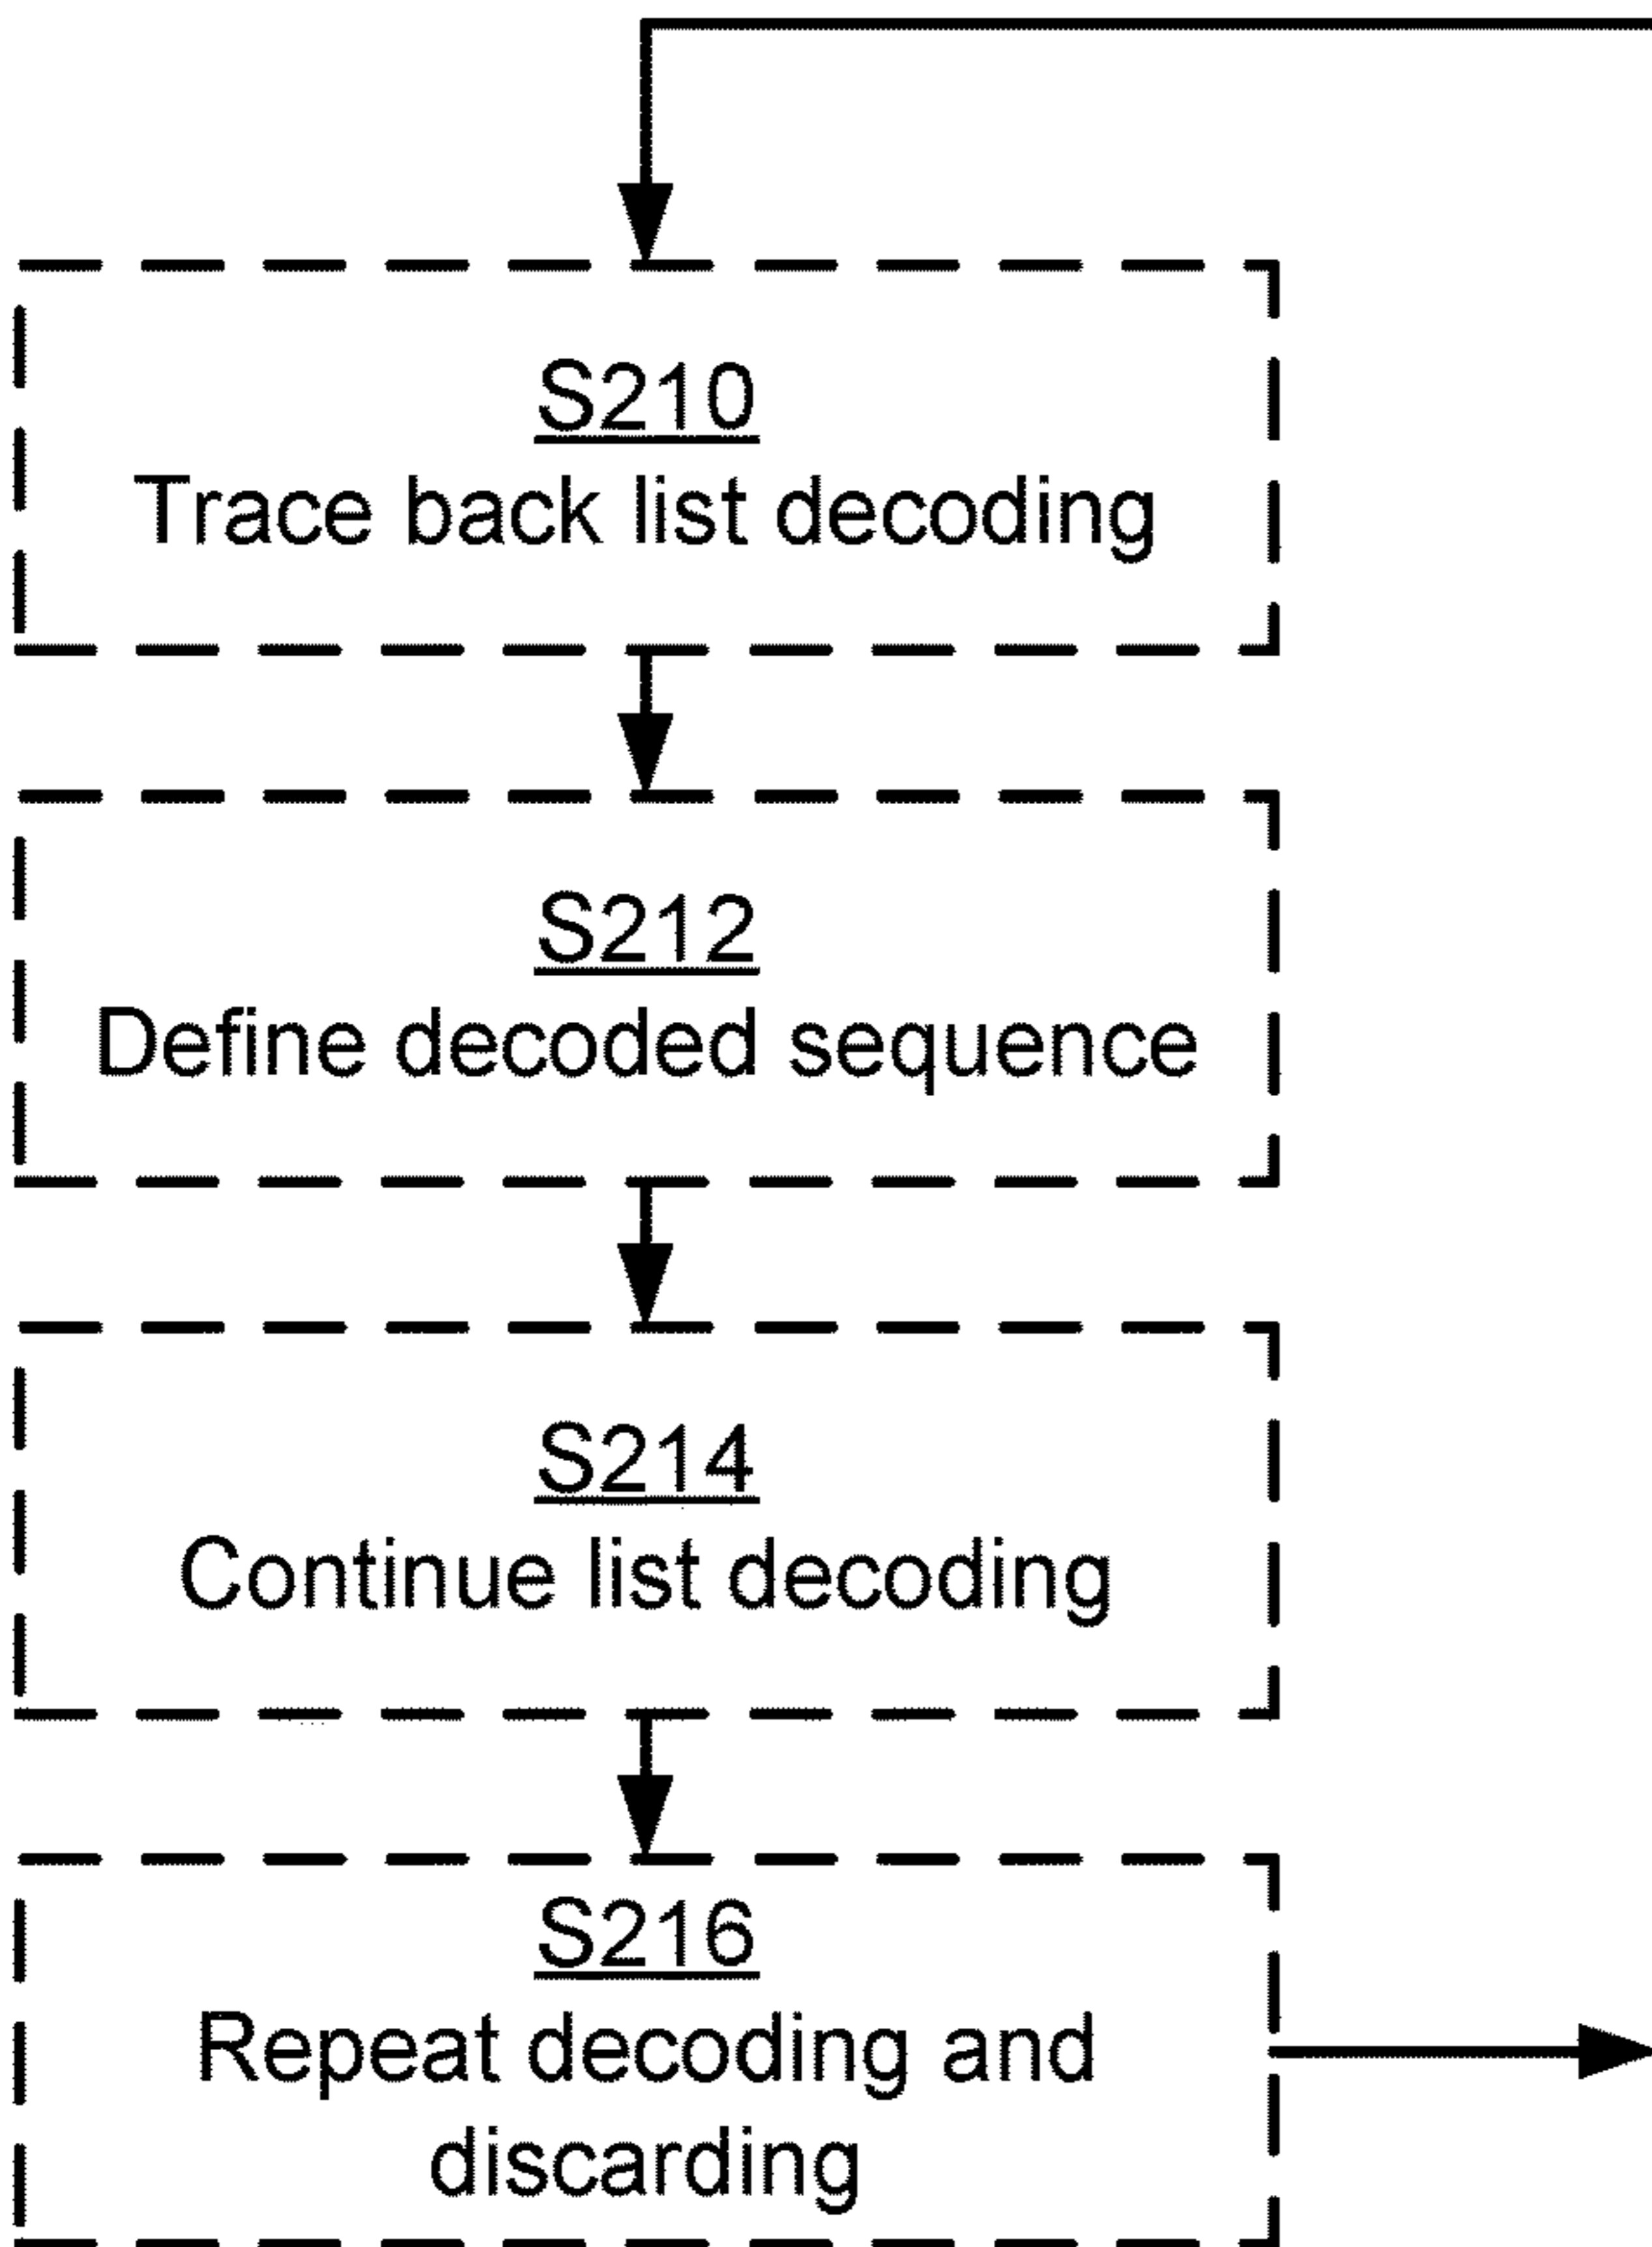 S210
Trace back list decoding
S212
Define decoded sequence
S214
Continue list decoding
S216
Repeat decoding and
discarding